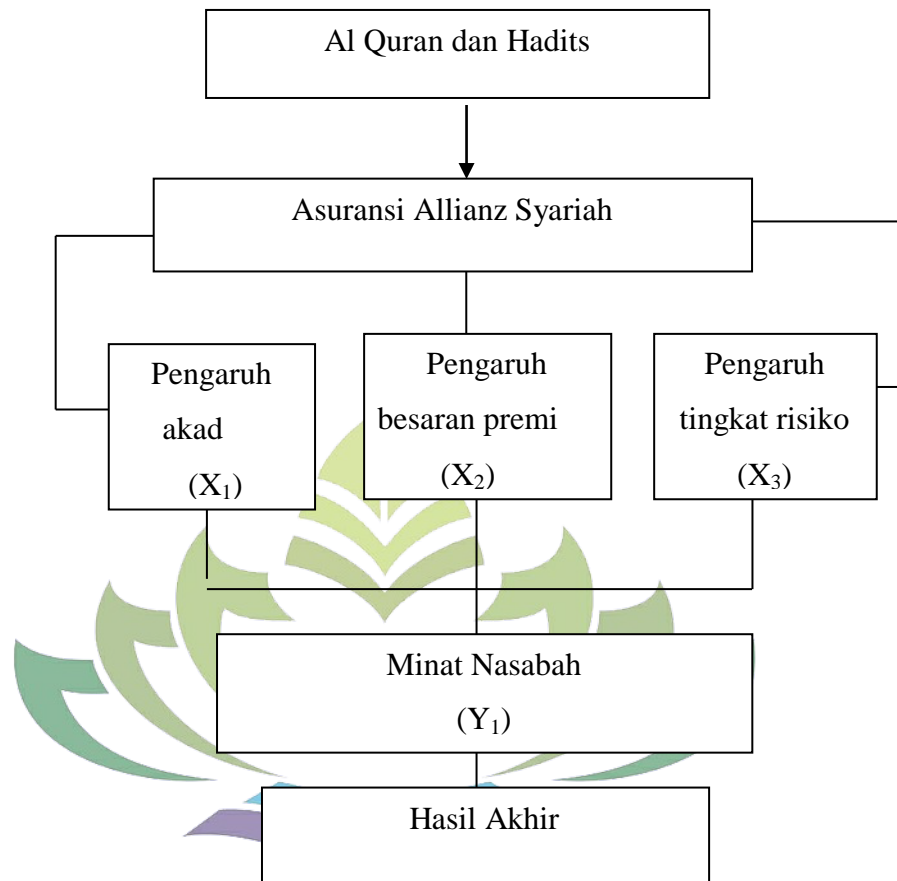 Al Quran dan Hadits
Asuransi Allianz Syariah
Pengaruh
akad
(X₁)
Pengaruh
besaran premi
(X₂)
Pengaruh
tingkat risiko
(X₃)
Minat Nasabah
(Y₁)
Hasil Akhir